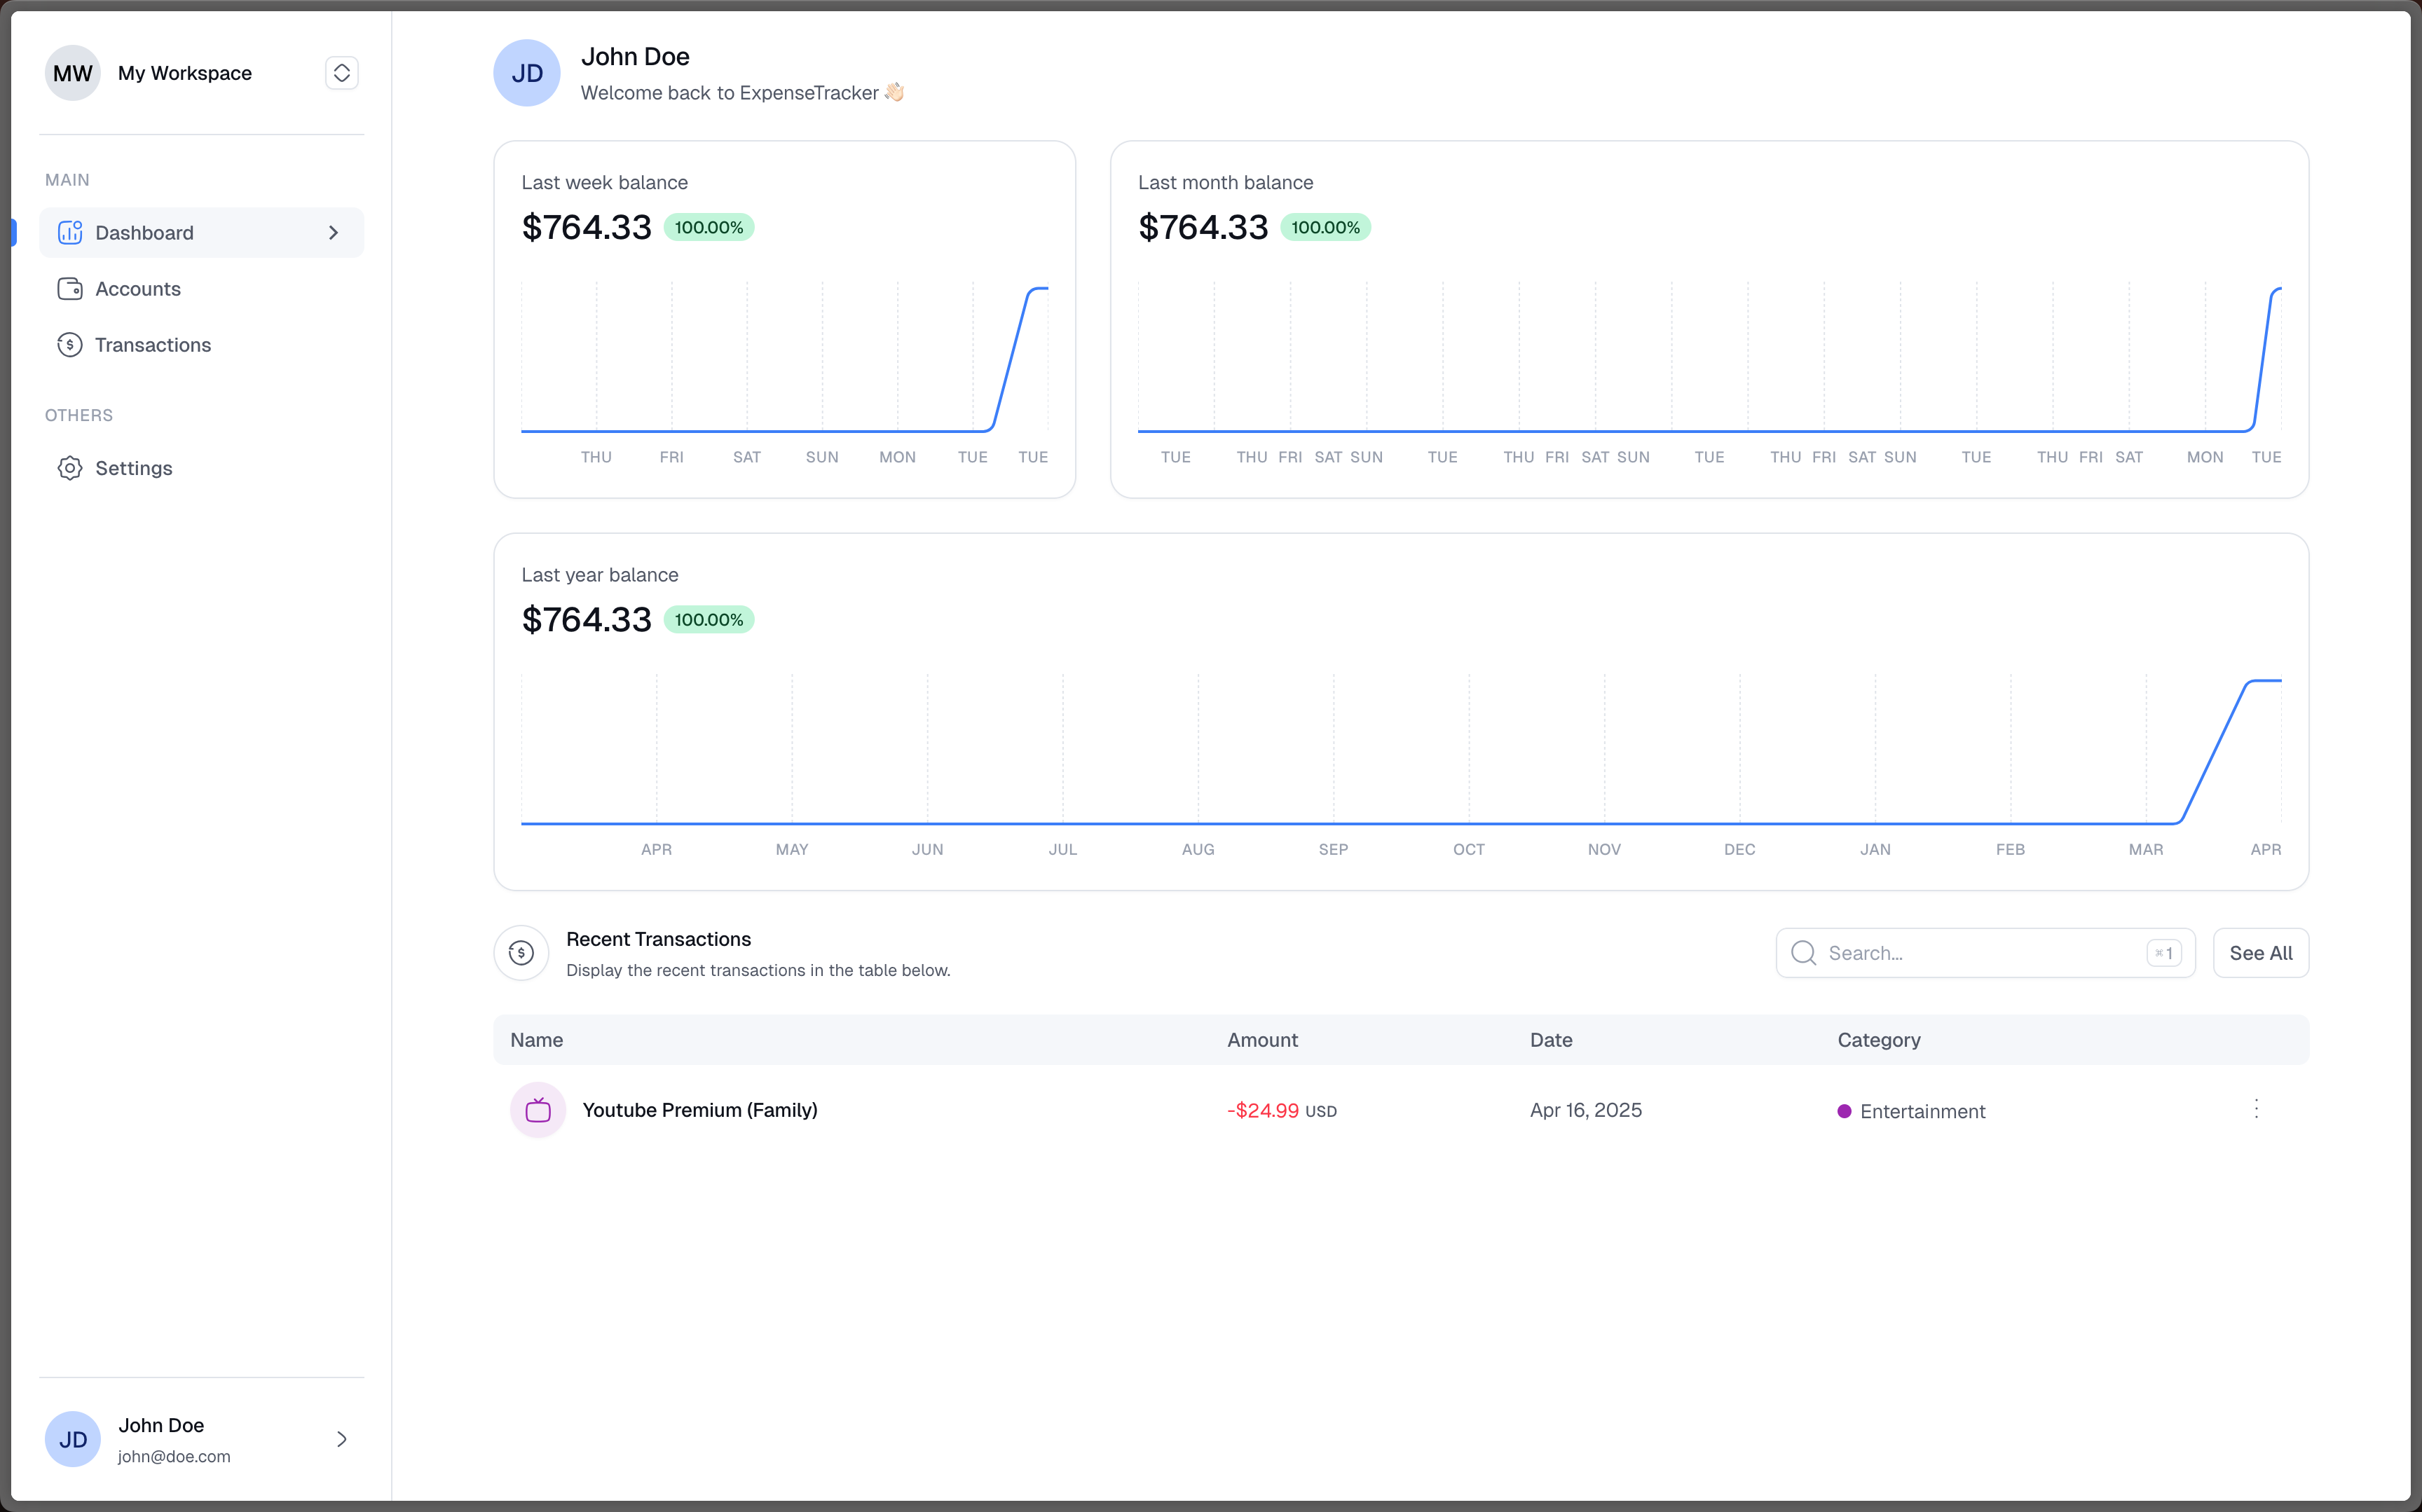 MW My Workspace
MAIN
Dashboard
Accounts
Transactions
OTHERS
Settings
JD John Doe
john@doe.com
JD John Doe
Welcome back to ExpenseTracker 👋🏻
Last week balance
$764.33 100.00%
THU FRI SAT SUN MON TUE TUE
Last month balance
$764.33 100.00%
TUE THU FRI SAT SUN TUE THU FRI SAT SUN TUE THU FRI SAT SUN TUE THU FRI SAT MON TUE
Last year balance
$764.33 100.00%
APR MAY JUN JUL AUG SEP OCT NOV DEC JAN FEB MAR APR
Recent Transactions
Display the recent transactions in the table below.
Search... ⌘1 See All
Name Amount Date Category
Youtube Premium (Family) -$24.99 USD Apr 16, 2025 Entertainment